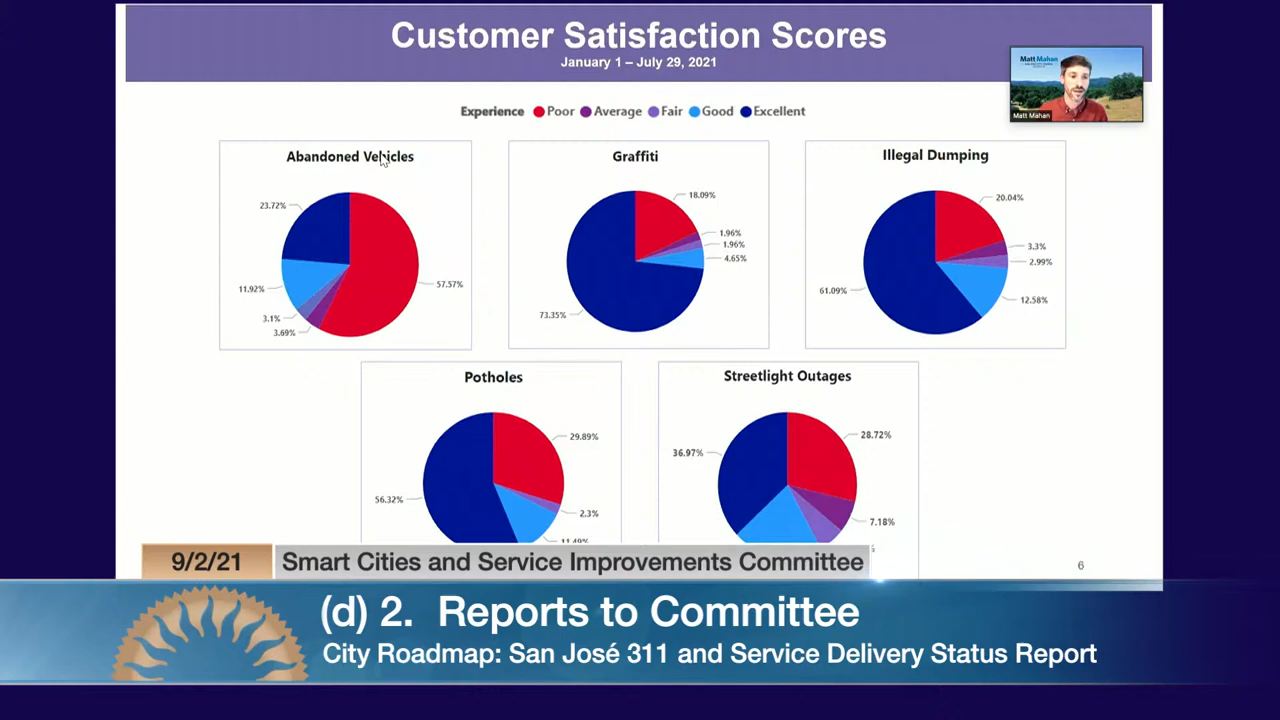 Customer Satisfaction Scores
January 1 – July 29, 2021
Matt Mahan
Matt Mahan
Experience Poor Average Fair Good Excellent
Abandoned Vehicles
23.72%
57.57%
11.92%
3.1%
3.69%
Graffiti
18.09%
1.96%
1.96%
4.65%
73.35%
Illegal Dumping
20.04%
3.3%
2.99%
61.09%
12.58%
Potholes
29.89%
56.32%
2.3%
11.49%
Streetlight Outages
28.72%
36.97%
7.18%
6
9/2/21 Smart Cities and Service Improvements Committee
(d) 2. Reports to Committee
City Roadmap: San José 311 and Service Delivery Status Report